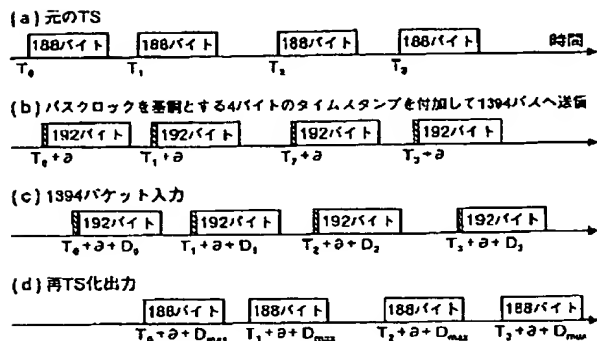 (a) 元のTS
188バイト 188バイト 188バイト 188バイト 時間
T₀ T₁ T₂ T₃
(b) バスクロックを基調とする4バイトのタイムスタンプを付加して1394バスへ送信
192バイト 192バイト 192バイト 192バイト
T₀+∂ T₁+∂ T₂+∂ T₃+∂
(c) 1394パケット入力
192バイト 192バイト 192バイト 192バイト
T₀+∂+D₀ T₁+∂+D₁ T₂+∂+D₂ T₃+∂+D₃
(d) 再TS化出力
188バイト 188バイト 188バイト 188バイト
T₀+∂+Dmax T₁+∂+Dmax T₂+∂+Dmax T₃+∂+Dmax